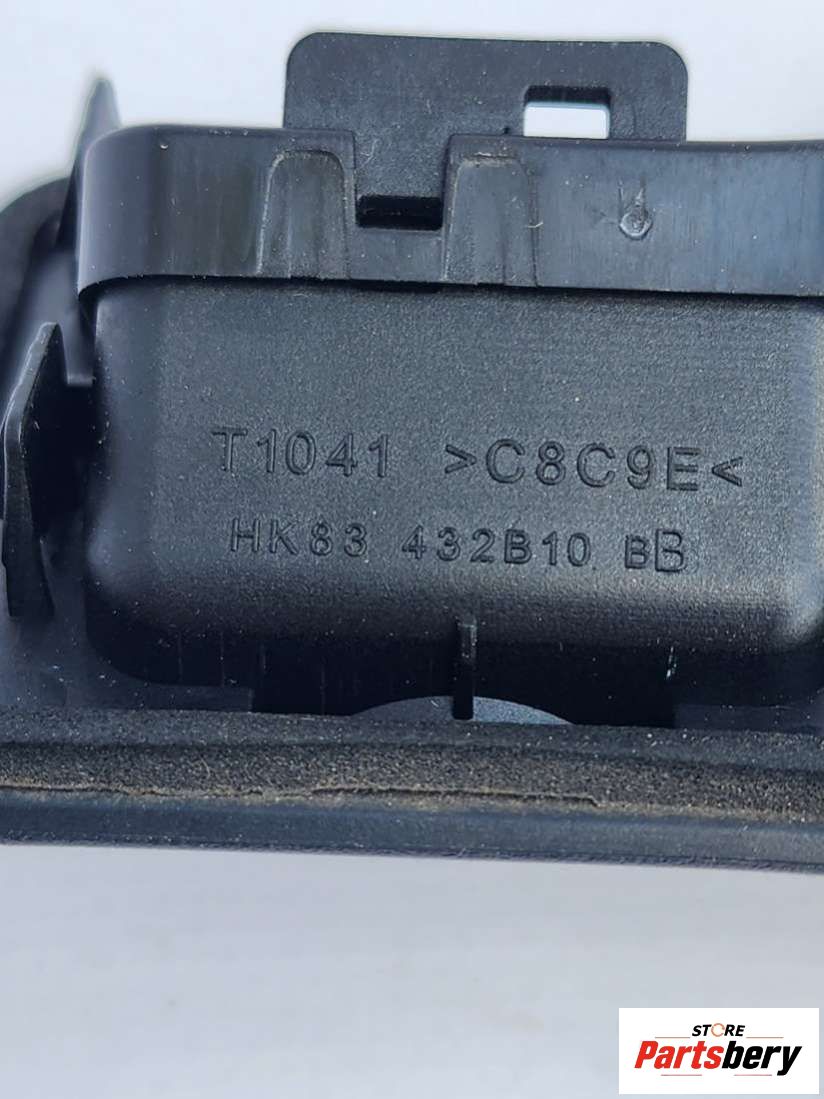 T1041 >C8C9E<
HK83 432B10 BB
STORE
Partsbery